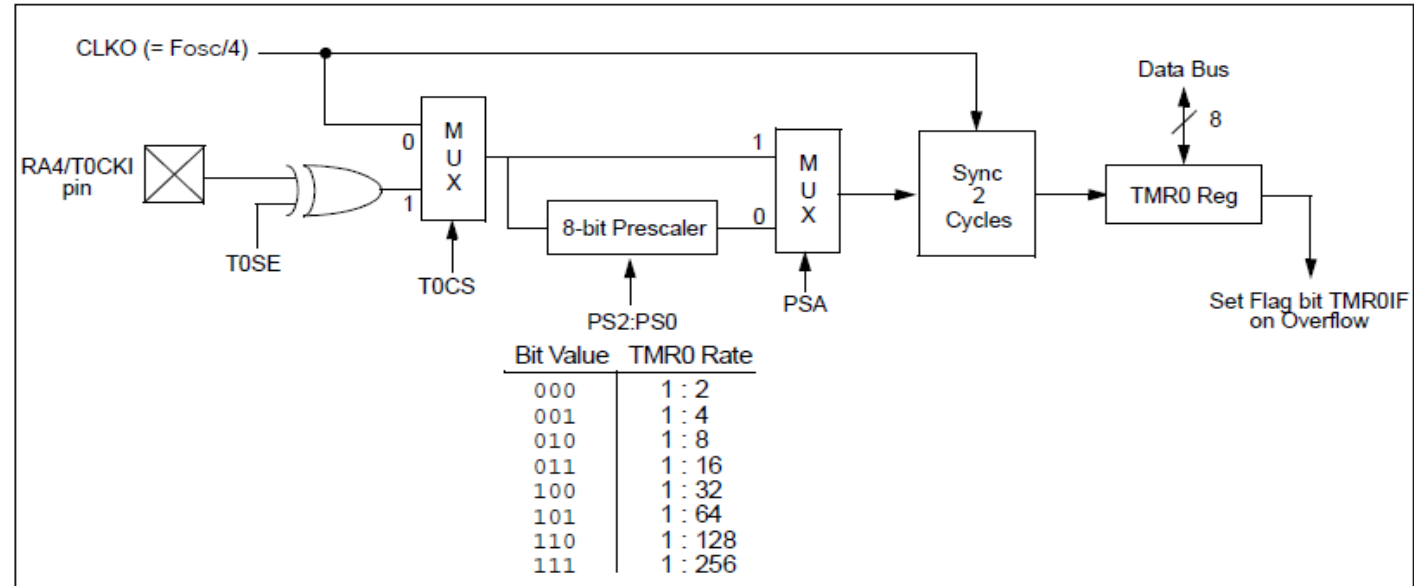 CLKO (= Fosc/4)
Data Bus
8
RA4/T0CKI
pin
0
M
U
X
1
1
M
U
X
0
8-bit Prescaler
Sync
2
Cycles
TMR0 Reg
T0SE
T0CS
PSA
PS2:PS0
Set Flag bit TMR0IF
on Overflow
Bit Value TMR0 Rate
000 1 : 2
001 1 : 4
010 1 : 8
011 1 : 16
100 1 : 32
101 1 : 64
110 1 : 128
111 1 : 256